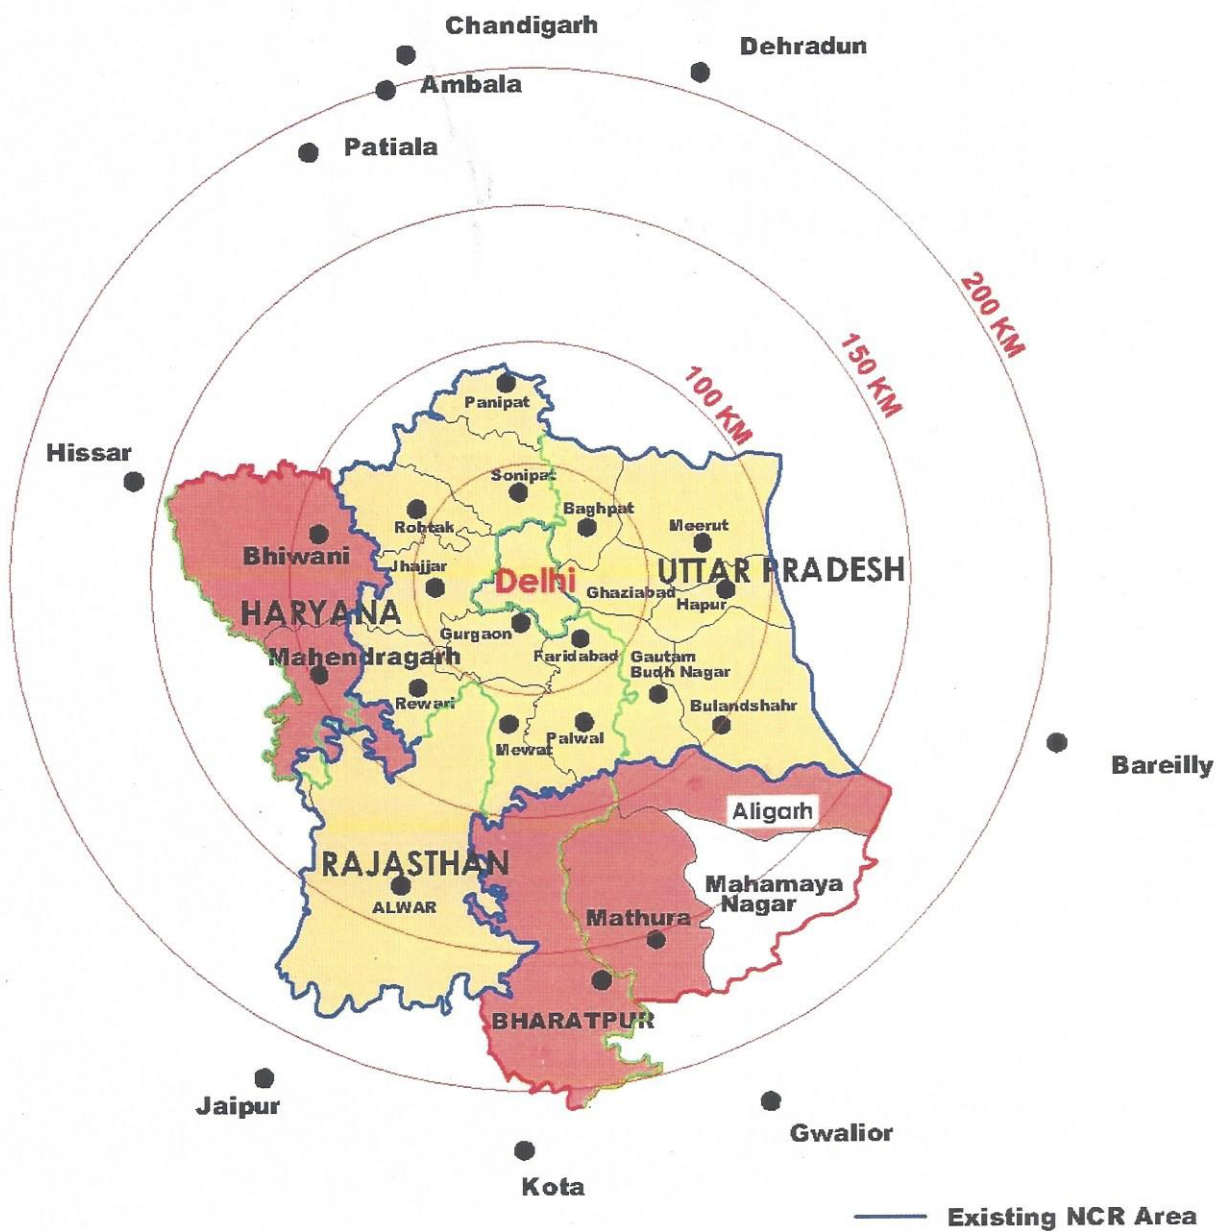 Chandigarh
Dehradun
Ambala
Patiala
200 KM
150 KM
100 KM
Panipat
Hissar
Sonipat
Baghpat
Rohtak
Meerut
Bhiwani
Jhajjar
Delhi
UTTAR PRADESH
Ghaziabad
Hapur
HARYANA
Gurgaon
Faridabad
Gautam
Budh Nagar
Mahendragarh
Rewari
Bulandshahr
Mewat
Palwal
Bareilly
Aligarh
RAJASTHAN
Mahamaya
Nagar
ALWAR
Mathura
BHARATPUR
Jaipur
Gwalior
Kota
Existing NCR Area